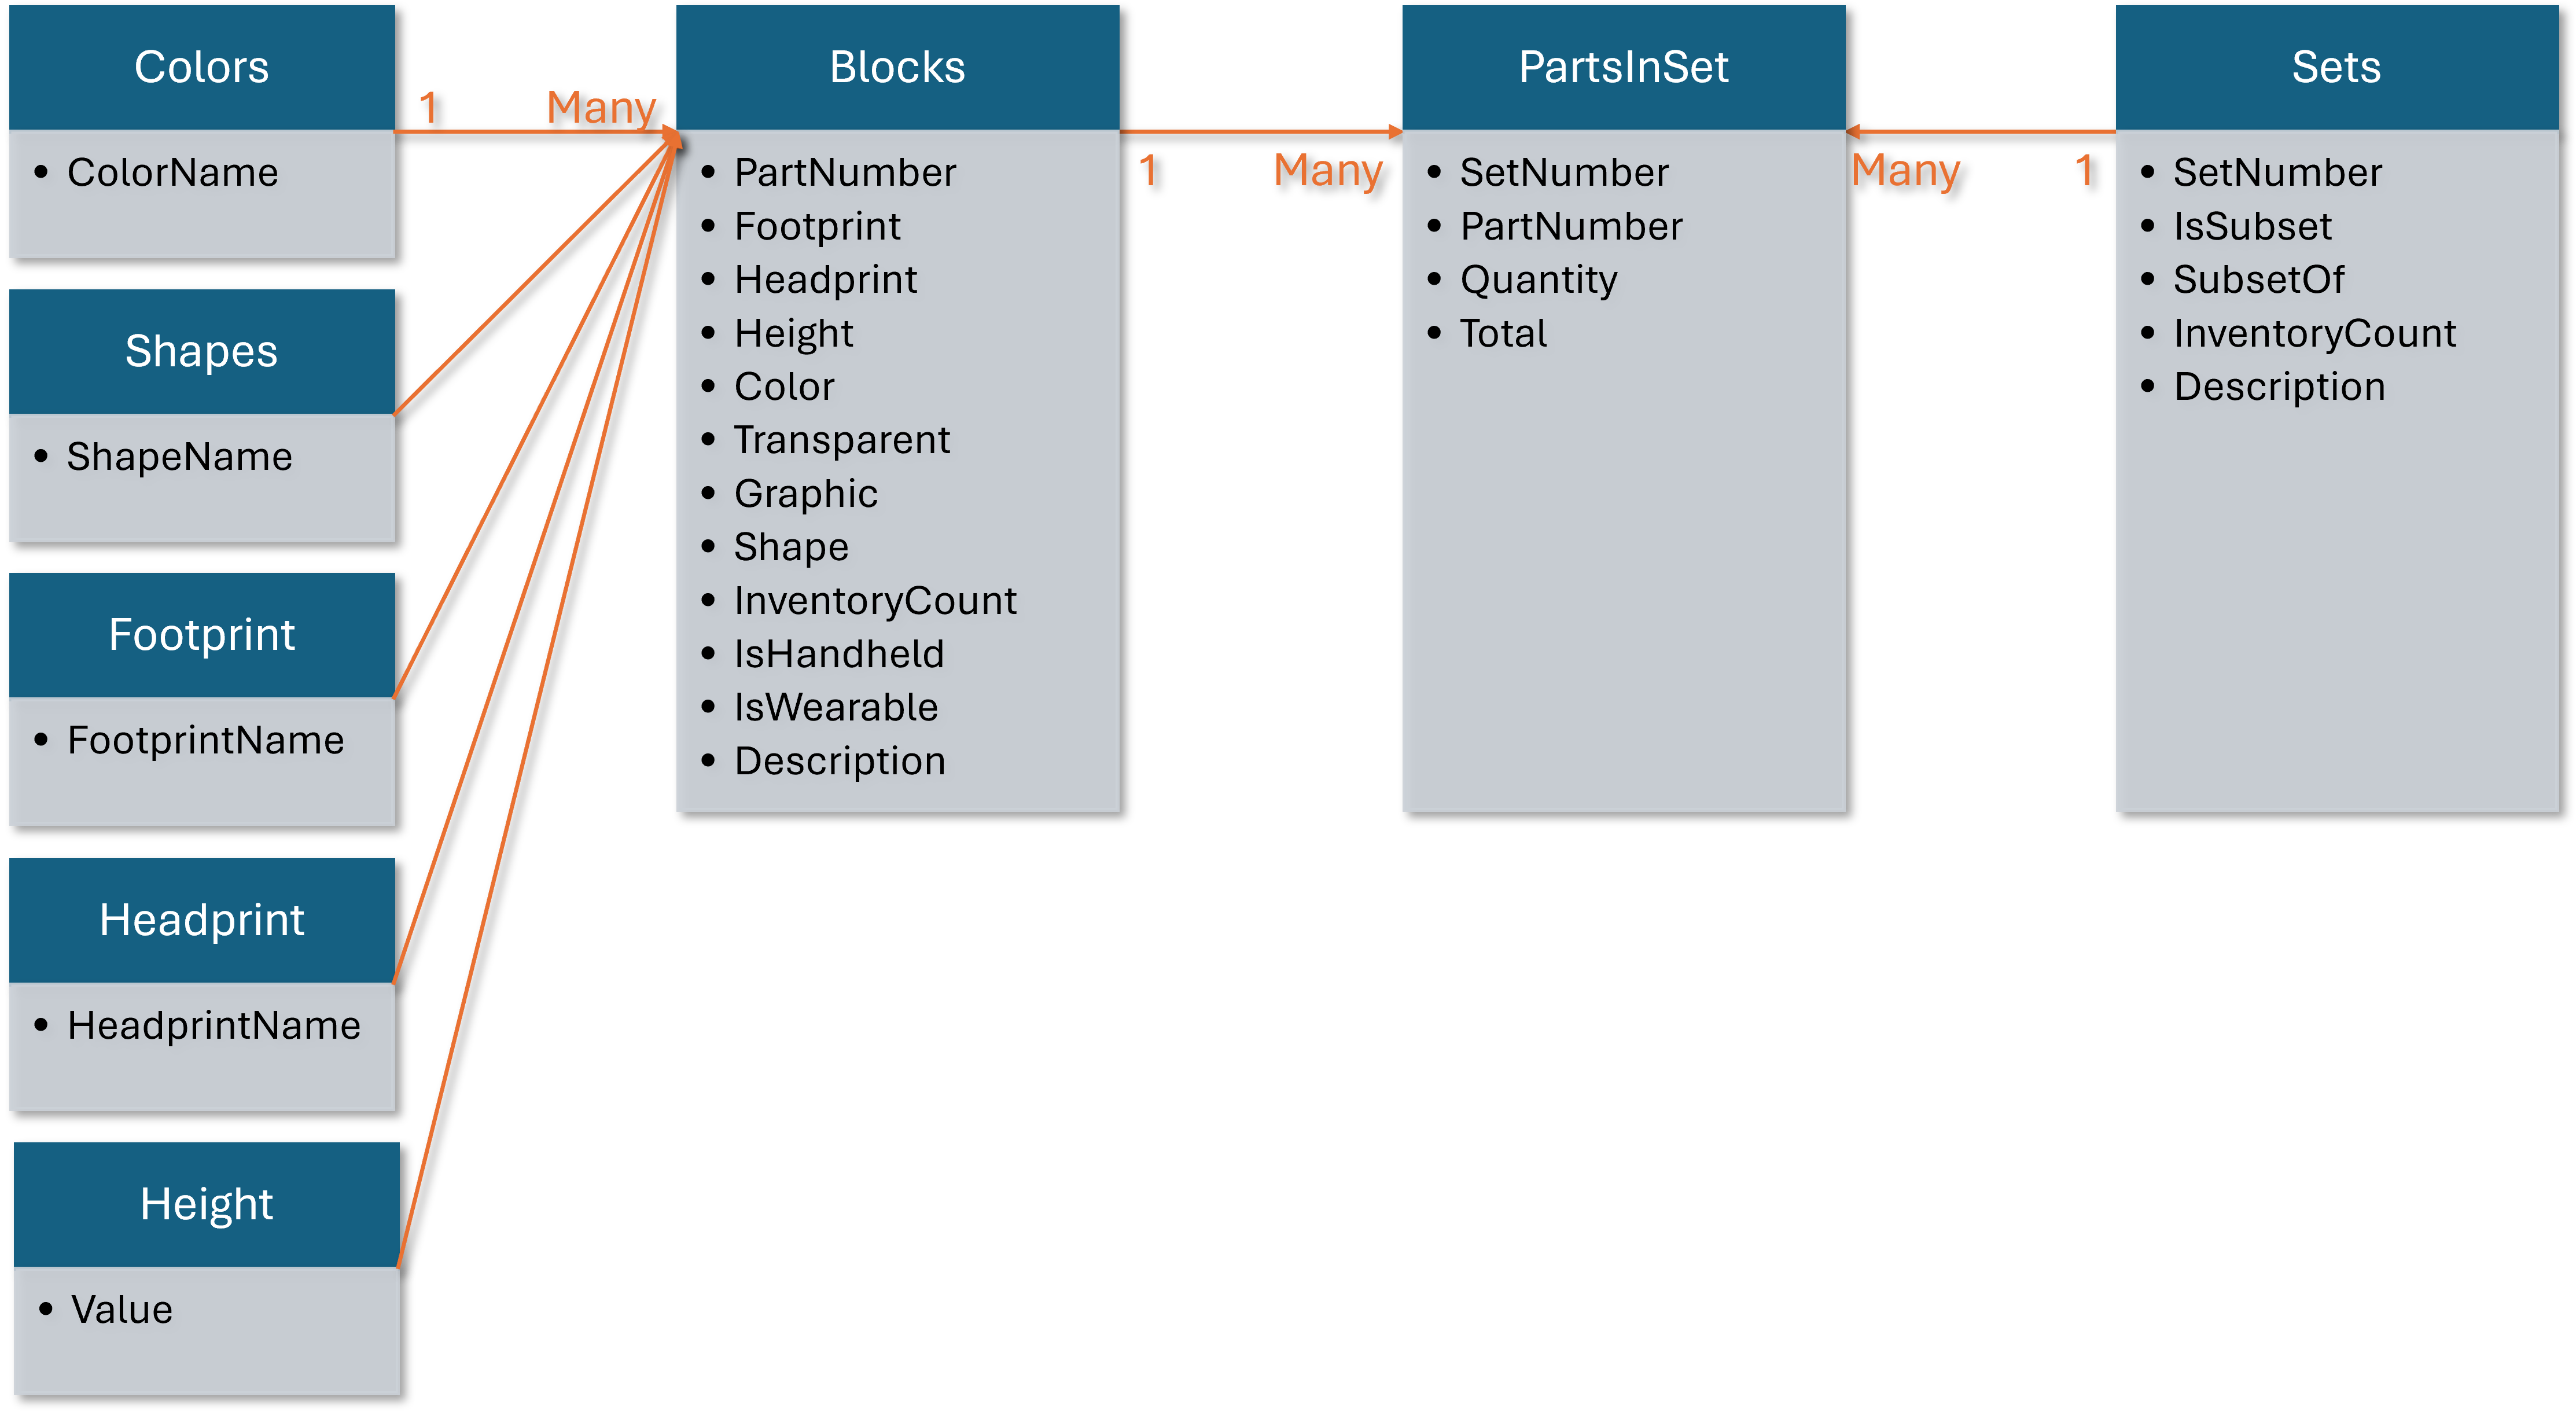 Colors
• ColorName
Shapes
• ShapeName
Footprint
• FootprintName
Headprint
• HeadprintName
Height
• Value
1 Many
Blocks
• PartNumber
• Footprint
• Headprint
• Height
• Color
• Transparent
• Graphic
• Shape
• InventoryCount
• IsHandheld
• IsWearable
• Description
1 Many
PartsInSet
• SetNumber
• PartNumber
• Quantity
• Total
Many 1
Sets
• SetNumber
• IsSubset
• SubsetOf
• InventoryCount
• Description